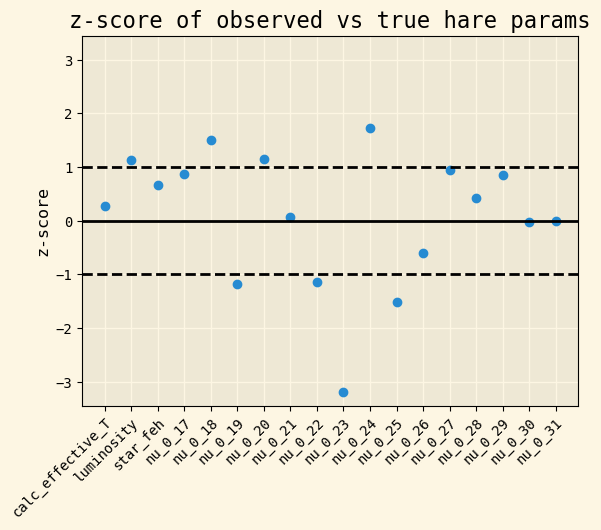 z-score of observed vs true hare params
z-score
3
2
1
0
−1
−2
−3
calc_effective_T
luminosity
star_feh
nu_0_17
nu_0_18
nu_0_19
nu_0_20
nu_0_21
nu_0_22
nu_0_23
nu_0_24
nu_0_25
nu_0_26
nu_0_27
nu_0_28
nu_0_29
nu_0_30
nu_0_31